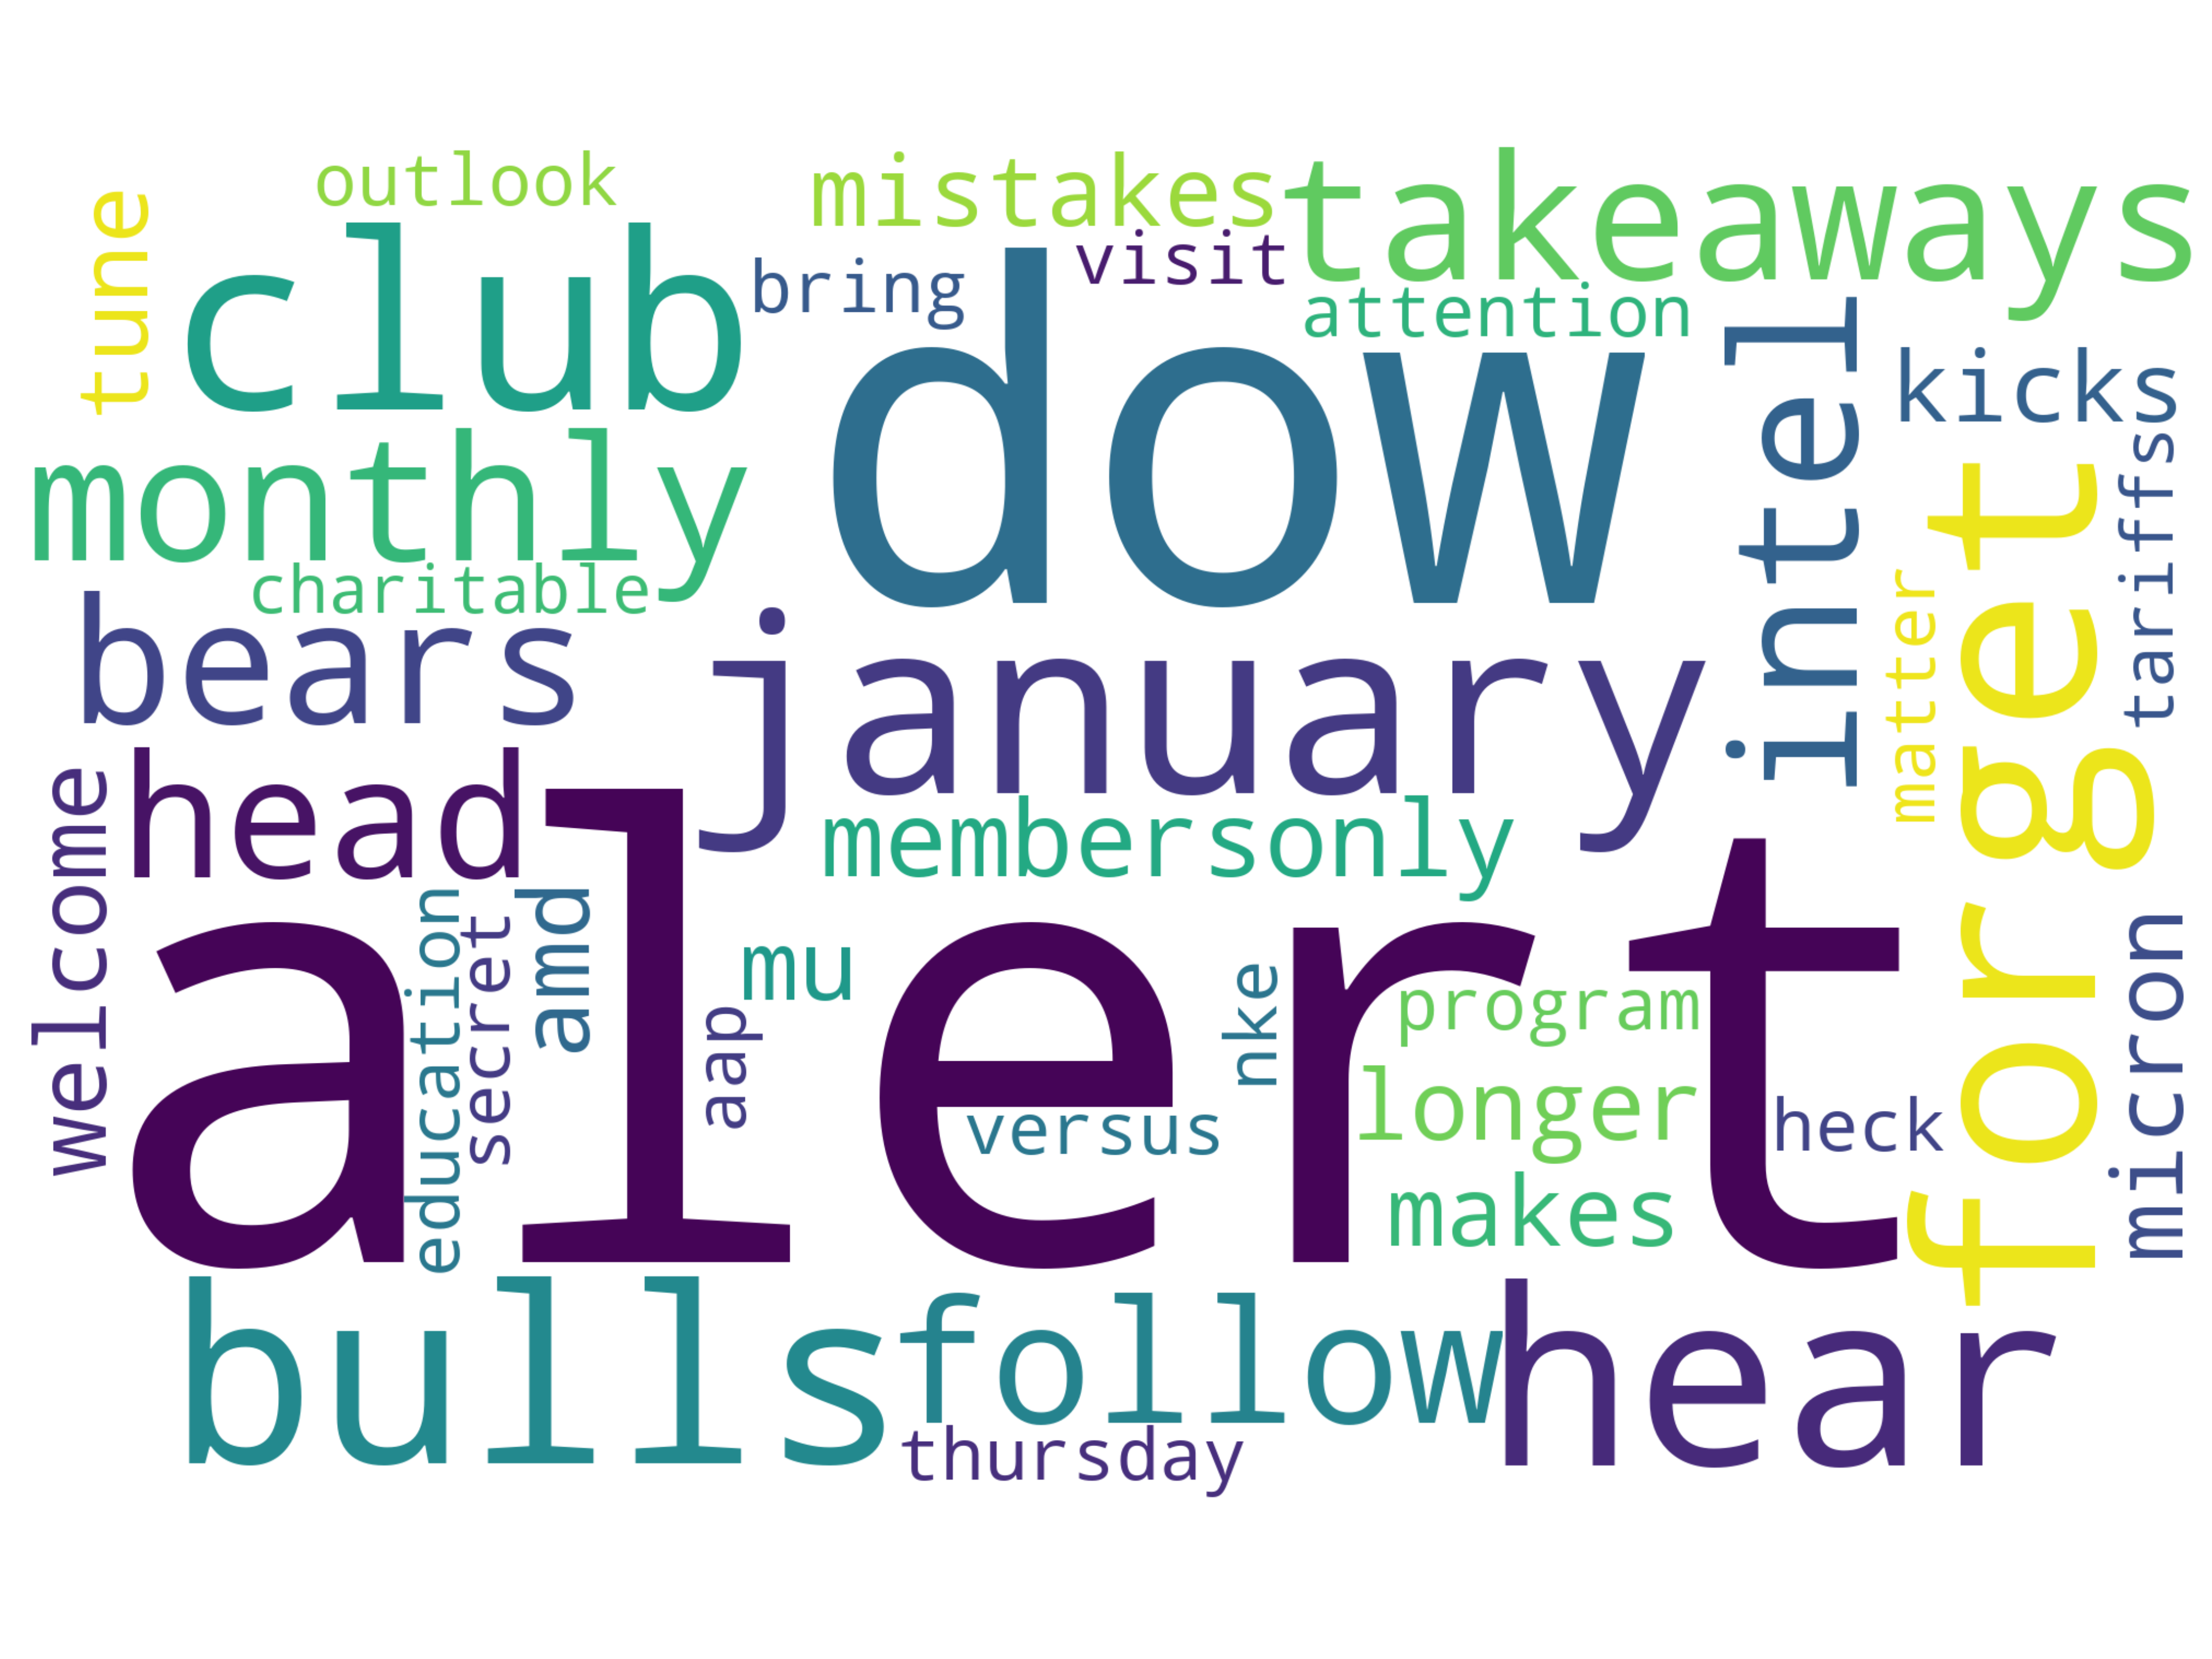 outlook
mistakes
takeaways
tune
club
bring
visit
attention
dow
intel
kicks
monthly
tariffs
charitable
bears
january
matter
forget
head
welcome
membersonly
education
secret
amd
mu
aap
nke
program
micron
versus
longer
heck
makes
bulls
follow
hear
thursday
alert